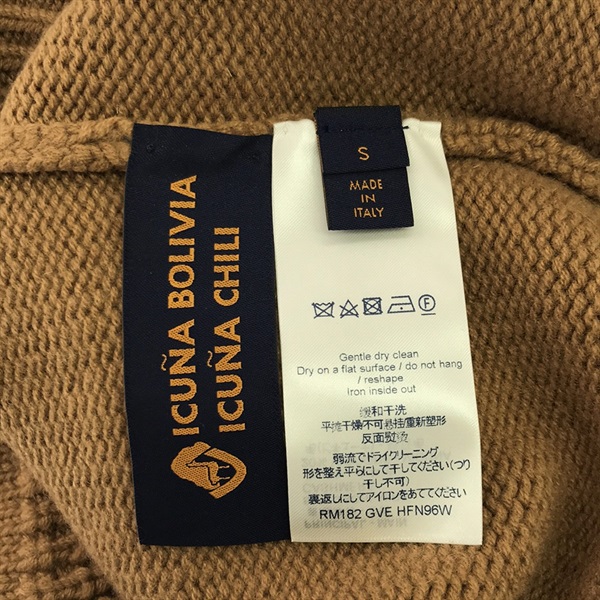 ICUÑA BOLIVIA
ICUÑA CHILI
S
MADE
IN
ITALY
Gentle dry clean
Dry on a flat surface / do not hang
/ reshape
Iron inside out
缓和干洗
平摊干燥不可悬挂/重新塑形
反面熨烫
弱流でドライクリーニング
形を整え平らにして干してください(つり
干し不可)
裏返しにしてアイロンをあててください
RM182 GVE HFN96W